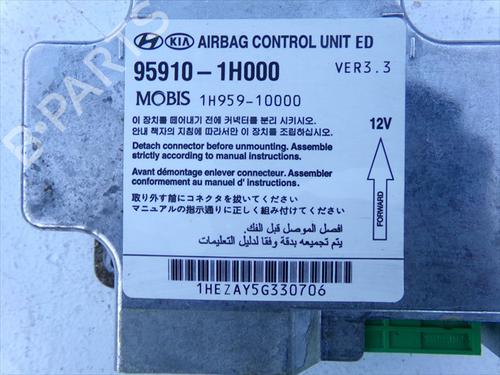 HYUNDAI KIA AIRBAG CONTROL UNIT ED
95910-1H000 VER3.3
MOBIS 1H959-10000
이 장치를 떼어내기 전에 커넥터를 분리 시키시오.
안내 책자의 지침에 따라서만 이 장치를 조립하십시오.
12V
Detach connector before unmounting. Assemble
strictly according to manual instructions.
Avant démontage enlever connecteur. Assembler
conformement au manuel d' instructions.
FORWARD
取り外す前にコネクタを抜いてください
マニュアルの指示通りに正しく組み付けてください
افصل الموصل قبل الفك.
يتم تجميعه بدقة وفقا لدليل التعليمات
1HEZAY5G330706
B-Parts